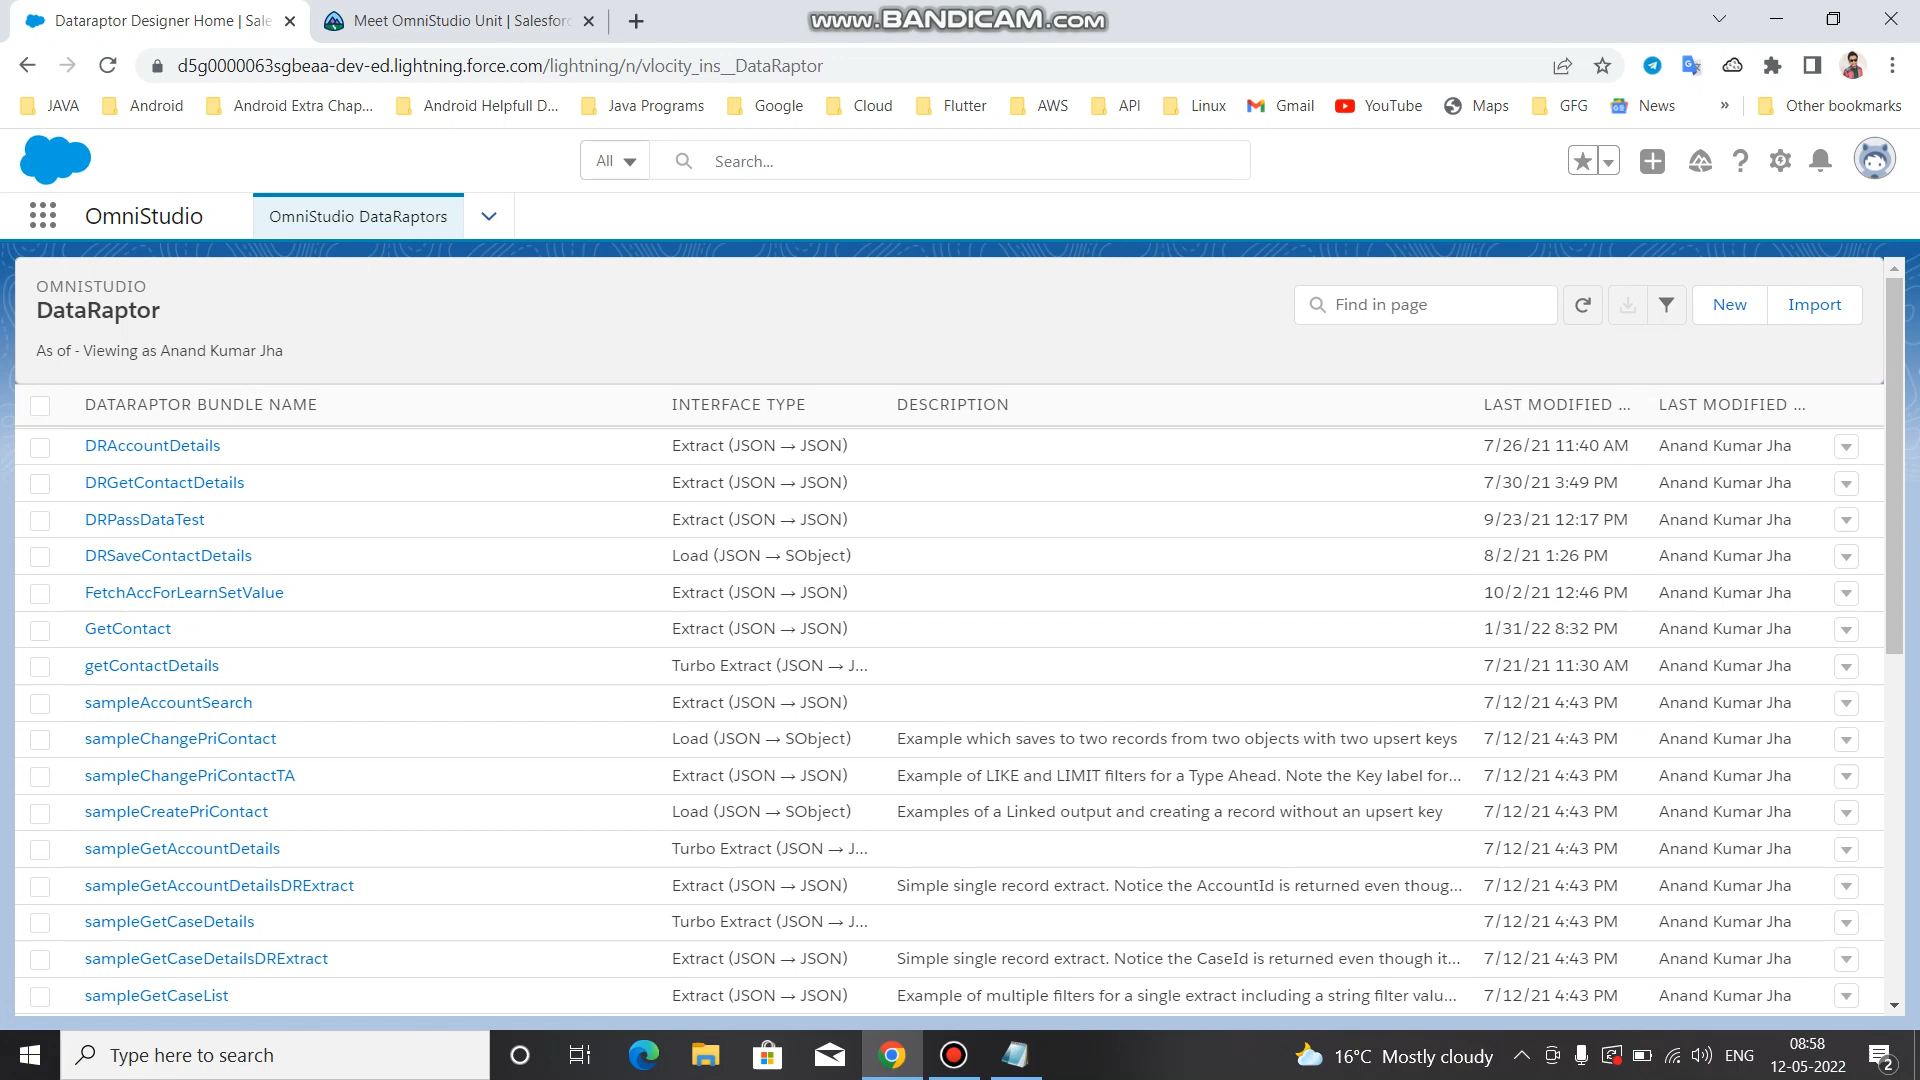 Dataraptor Designer Home | Sale
Meet OmniStudio Unit | Salesforc
www.BANDICAM.com
d5g0000063sgbeaa-dev-ed.lightning.force.com/lightning/n/vlocity_ins__DataRaptor
JAVA
Android
Android Extra Chap...
Android Helpfull D...
Java Programs
Google
Cloud
Flutter
AWS
API
Linux
Gmail
YouTube
Maps
GFG
News
»
Other bookmarks
All
Search...
OmniStudio
OmniStudio DataRaptors
OMNISTUDIO
DataRaptor
As of - Viewing as Anand Kumar Jha
Find in page
New
Import
DATARAPTOR BUNDLE NAME INTERFACE TYPE DESCRIPTION LAST MODIFIED ... LAST MODIFIED ...
DRAccountDetails Extract (JSON → JSON) 7/26/21 11:40 AM Anand Kumar Jha
DRGetContactDetails Extract (JSON → JSON) 7/30/21 3:49 PM Anand Kumar Jha
DRPassDataTest Extract (JSON → JSON) 9/23/21 12:17 PM Anand Kumar Jha
DRSaveContactDetails Load (JSON → SObject) 8/2/21 1:26 PM Anand Kumar Jha
FetchAccForLearnSetValue Extract (JSON → JSON) 10/2/21 12:46 PM Anand Kumar Jha
GetContact Extract (JSON → JSON) 1/31/22 8:32 PM Anand Kumar Jha
getContactDetails Turbo Extract (JSON → J... 7/21/21 11:30 AM Anand Kumar Jha
sampleAccountSearch Extract (JSON → JSON) 7/12/21 4:43 PM Anand Kumar Jha
sampleChangePriContact Load (JSON → SObject) Example which saves to two records from two objects with two upsert keys 7/12/21 4:43 PM Anand Kumar Jha
sampleChangePriContactTA Extract (JSON → JSON) Example of LIKE and LIMIT filters for a Type Ahead. Note the Key label for... 7/12/21 4:43 PM Anand Kumar Jha
sampleCreatePriContact Load (JSON → SObject) Examples of a Linked output and creating a record without an upsert key 7/12/21 4:43 PM Anand Kumar Jha
sampleGetAccountDetails Turbo Extract (JSON → J... 7/12/21 4:43 PM Anand Kumar Jha
sampleGetAccountDetailsDRExtract Extract (JSON → JSON) Simple single record extract. Notice the AccountId is returned even thoug... 7/12/21 4:43 PM Anand Kumar Jha
sampleGetCaseDetails Turbo Extract (JSON → J... 7/12/21 4:43 PM Anand Kumar Jha
sampleGetCaseDetailsDRExtract Extract (JSON → JSON) Simple single record extract. Notice the CaseId is returned even though it... 7/12/21 4:43 PM Anand Kumar Jha
sampleGetCaseList Extract (JSON → JSON) Example of multiple filters for a single extract including a string filter valu... 7/12/21 4:43 PM Anand Kumar Jha
Type here to search
16°C Mostly cloudy
ENG
08:58
12-05-2022
2